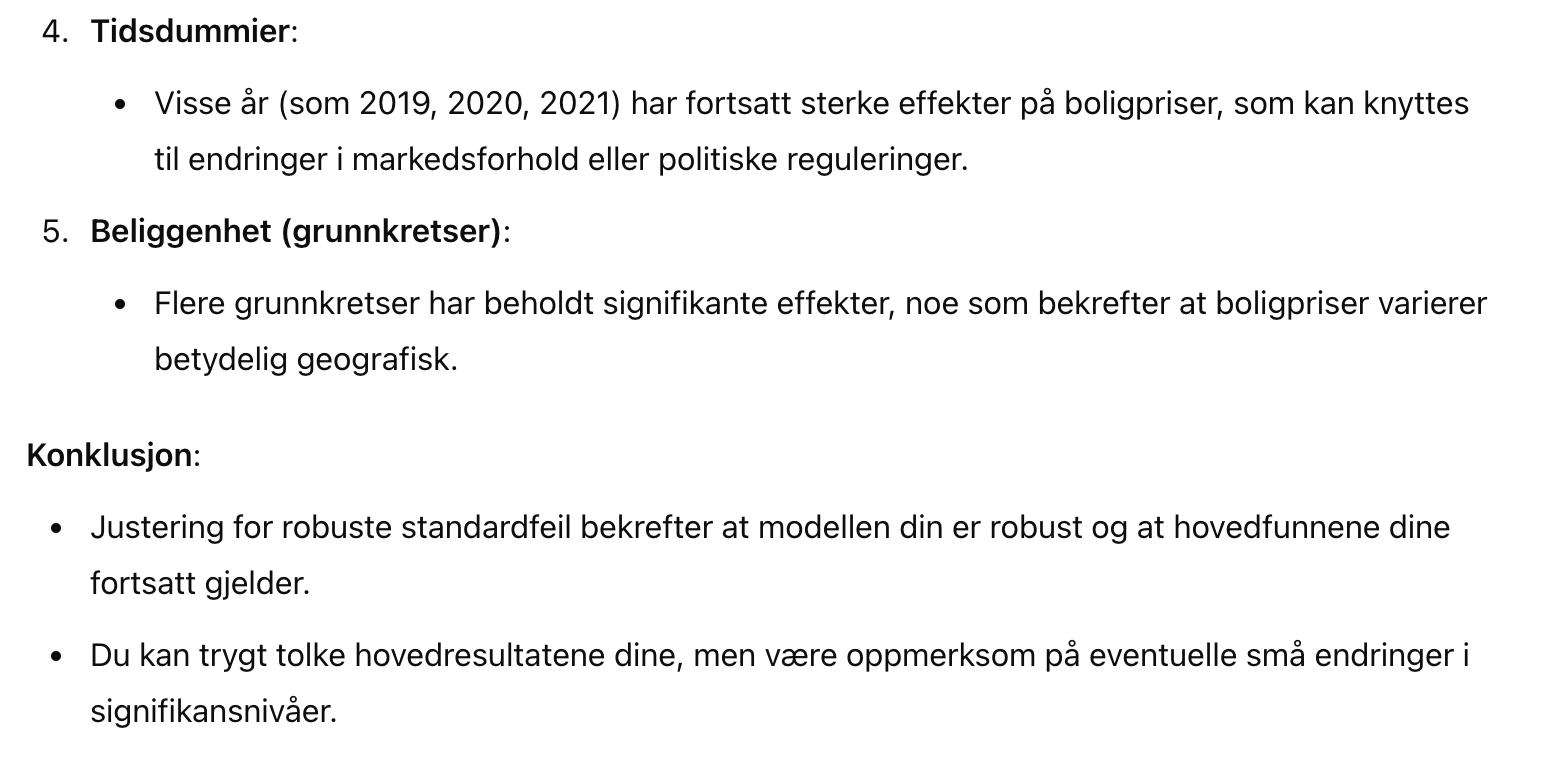 4. Tidsdummier:
• Visse år (som 2019, 2020, 2021) har fortsatt sterke effekter på boligpriser, som kan knyttes
til endringer i markedsforhold eller politiske reguleringer.
5. Beliggenhet (grunnkretser):
• Flere grunnkretser har beholdt signifikante effekter, noe som bekrefter at boligpriser varierer
betydelig geografisk.
Konklusjon:
• Justering for robuste standardfeil bekrefter at modellen din er robust og at hovedfunnene dine
fortsatt gjelder.
• Du kan trygt tolke hovedresultatene dine, men være oppmerksom på eventuelle små endringer i
signifikansnivåer.